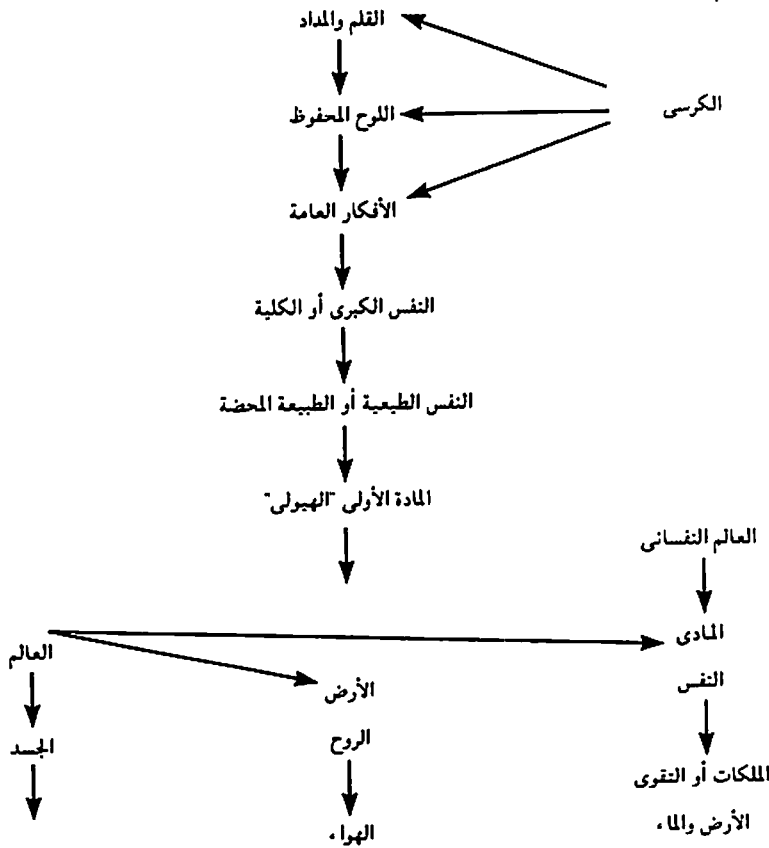 القلم والمداد
الكرسى
اللوح المحفوظ
الأفكار العامة
النفس الكبرى أو الكلية
النفس الطيعية أو الطبيعة المحضة
المادة الأولى "الهيولى"
العالم النفسانى
المادى
العالم
الأرض
النفس
الجسد
الروح
الملكات أو التقوى
الأرض والماء
الهواء